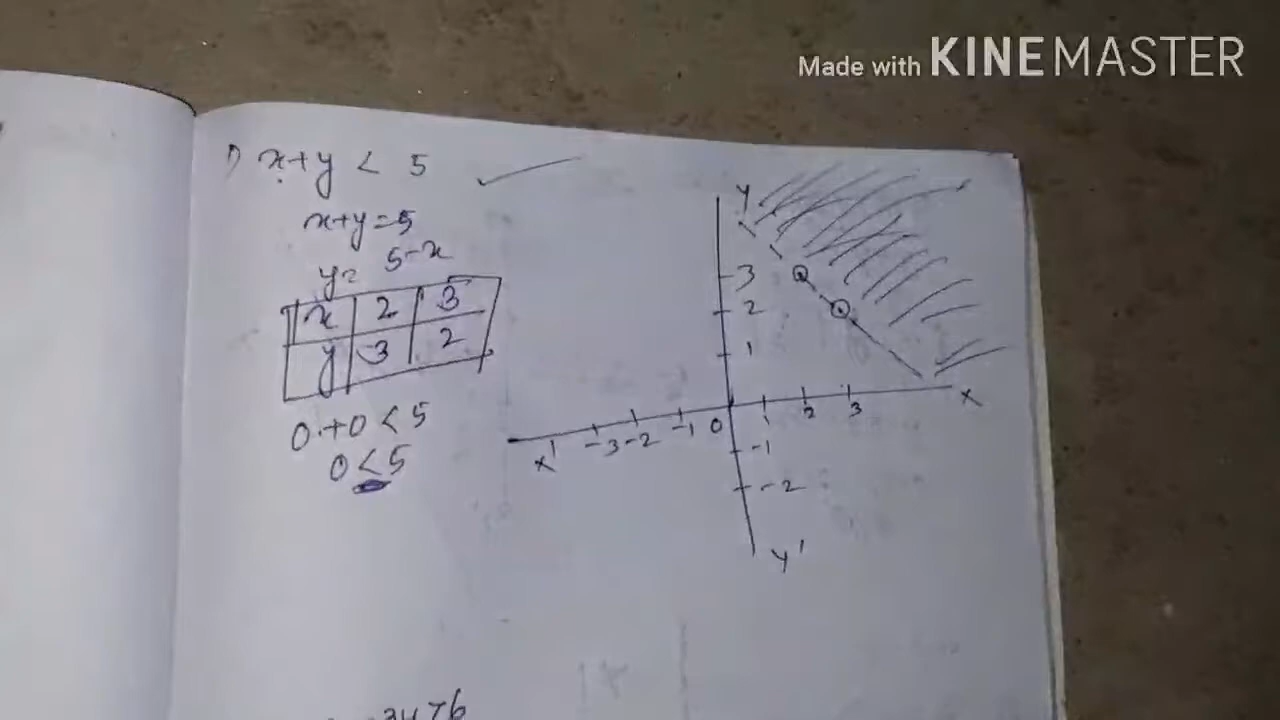 Made with KINEMASTER
1) x+y < 5
x+y=5
y= 5-x
x 2 3
y 3 2
0+0 < 5
0 < 5
Y
3
2
1
X' -3 -2 -1 0 1 2 3 X
-1
-2
Y'